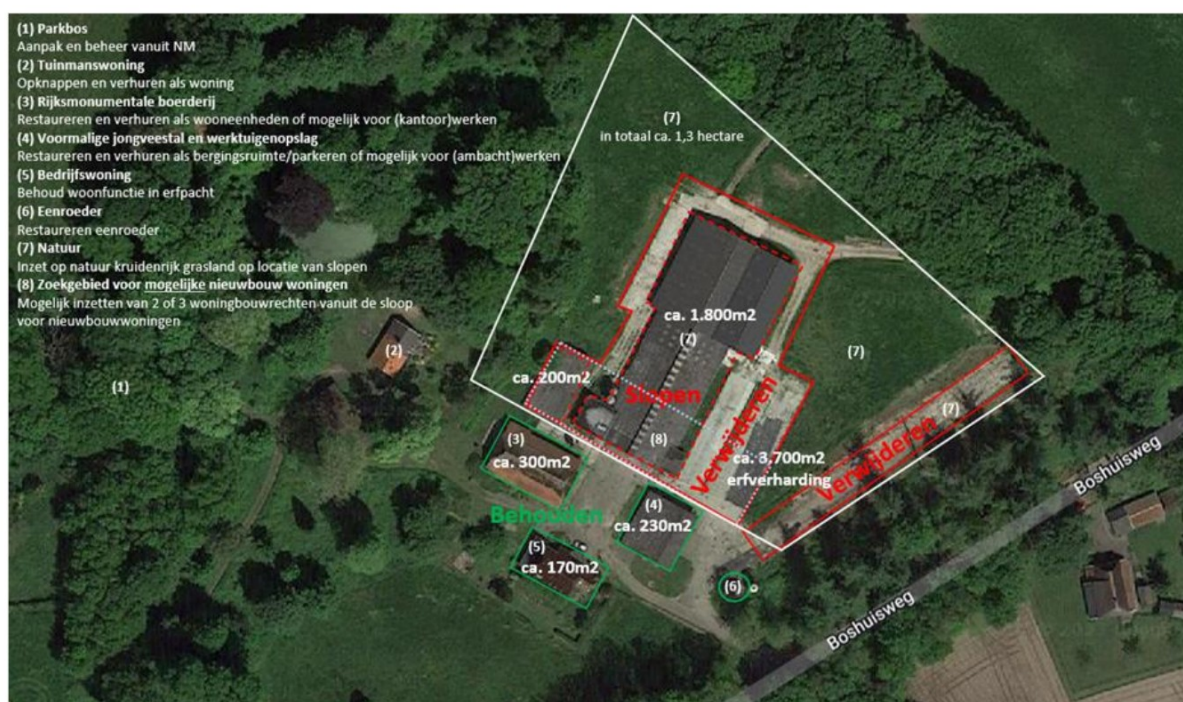 (1) Parkbos
Aanpak en beheer vanuit NM
(2) Tuinmanswoning
Opknappen en verhuren als woning
(3) Rijksmonumentale boerderij
Restaureren en verhuren als wooneenheden of mogelijk voor (kantoor)werken
(4) Voormalige jongveestal en werktuigenopslag
Restaureren en verhuren als bergingsruimte/parkeren of mogelijk voor (ambacht)werken
(5) Bedrijfswoning
Behoud woonfunctie in erfpacht
(6) Eenroeder
Restaureren eenroeder
(7) Natuur
Inzet op natuur kruidenrijk grasland op locatie van slopen
(8) Zoekgebied voor mogelijke nieuwbouw woningen
Mogelijk inzetten van 2 of 3 woningbouwrechten vanuit de sloop
voor nieuwbouwwoningen
(7)
in totaal ca. 1,3 hectare
ca. 1.800m2
(7)
(7)
(2)
(1)
ca. 200m2
Slopen
(8)
Verwijderen
(7)
Verwijderen
ca. 3.700m2
erfverharding
(3)
ca. 300m2
Behouden
(4)
ca. 230m2
(5)
ca. 170m2
(6)
Boshuisweg
Boshuisweg